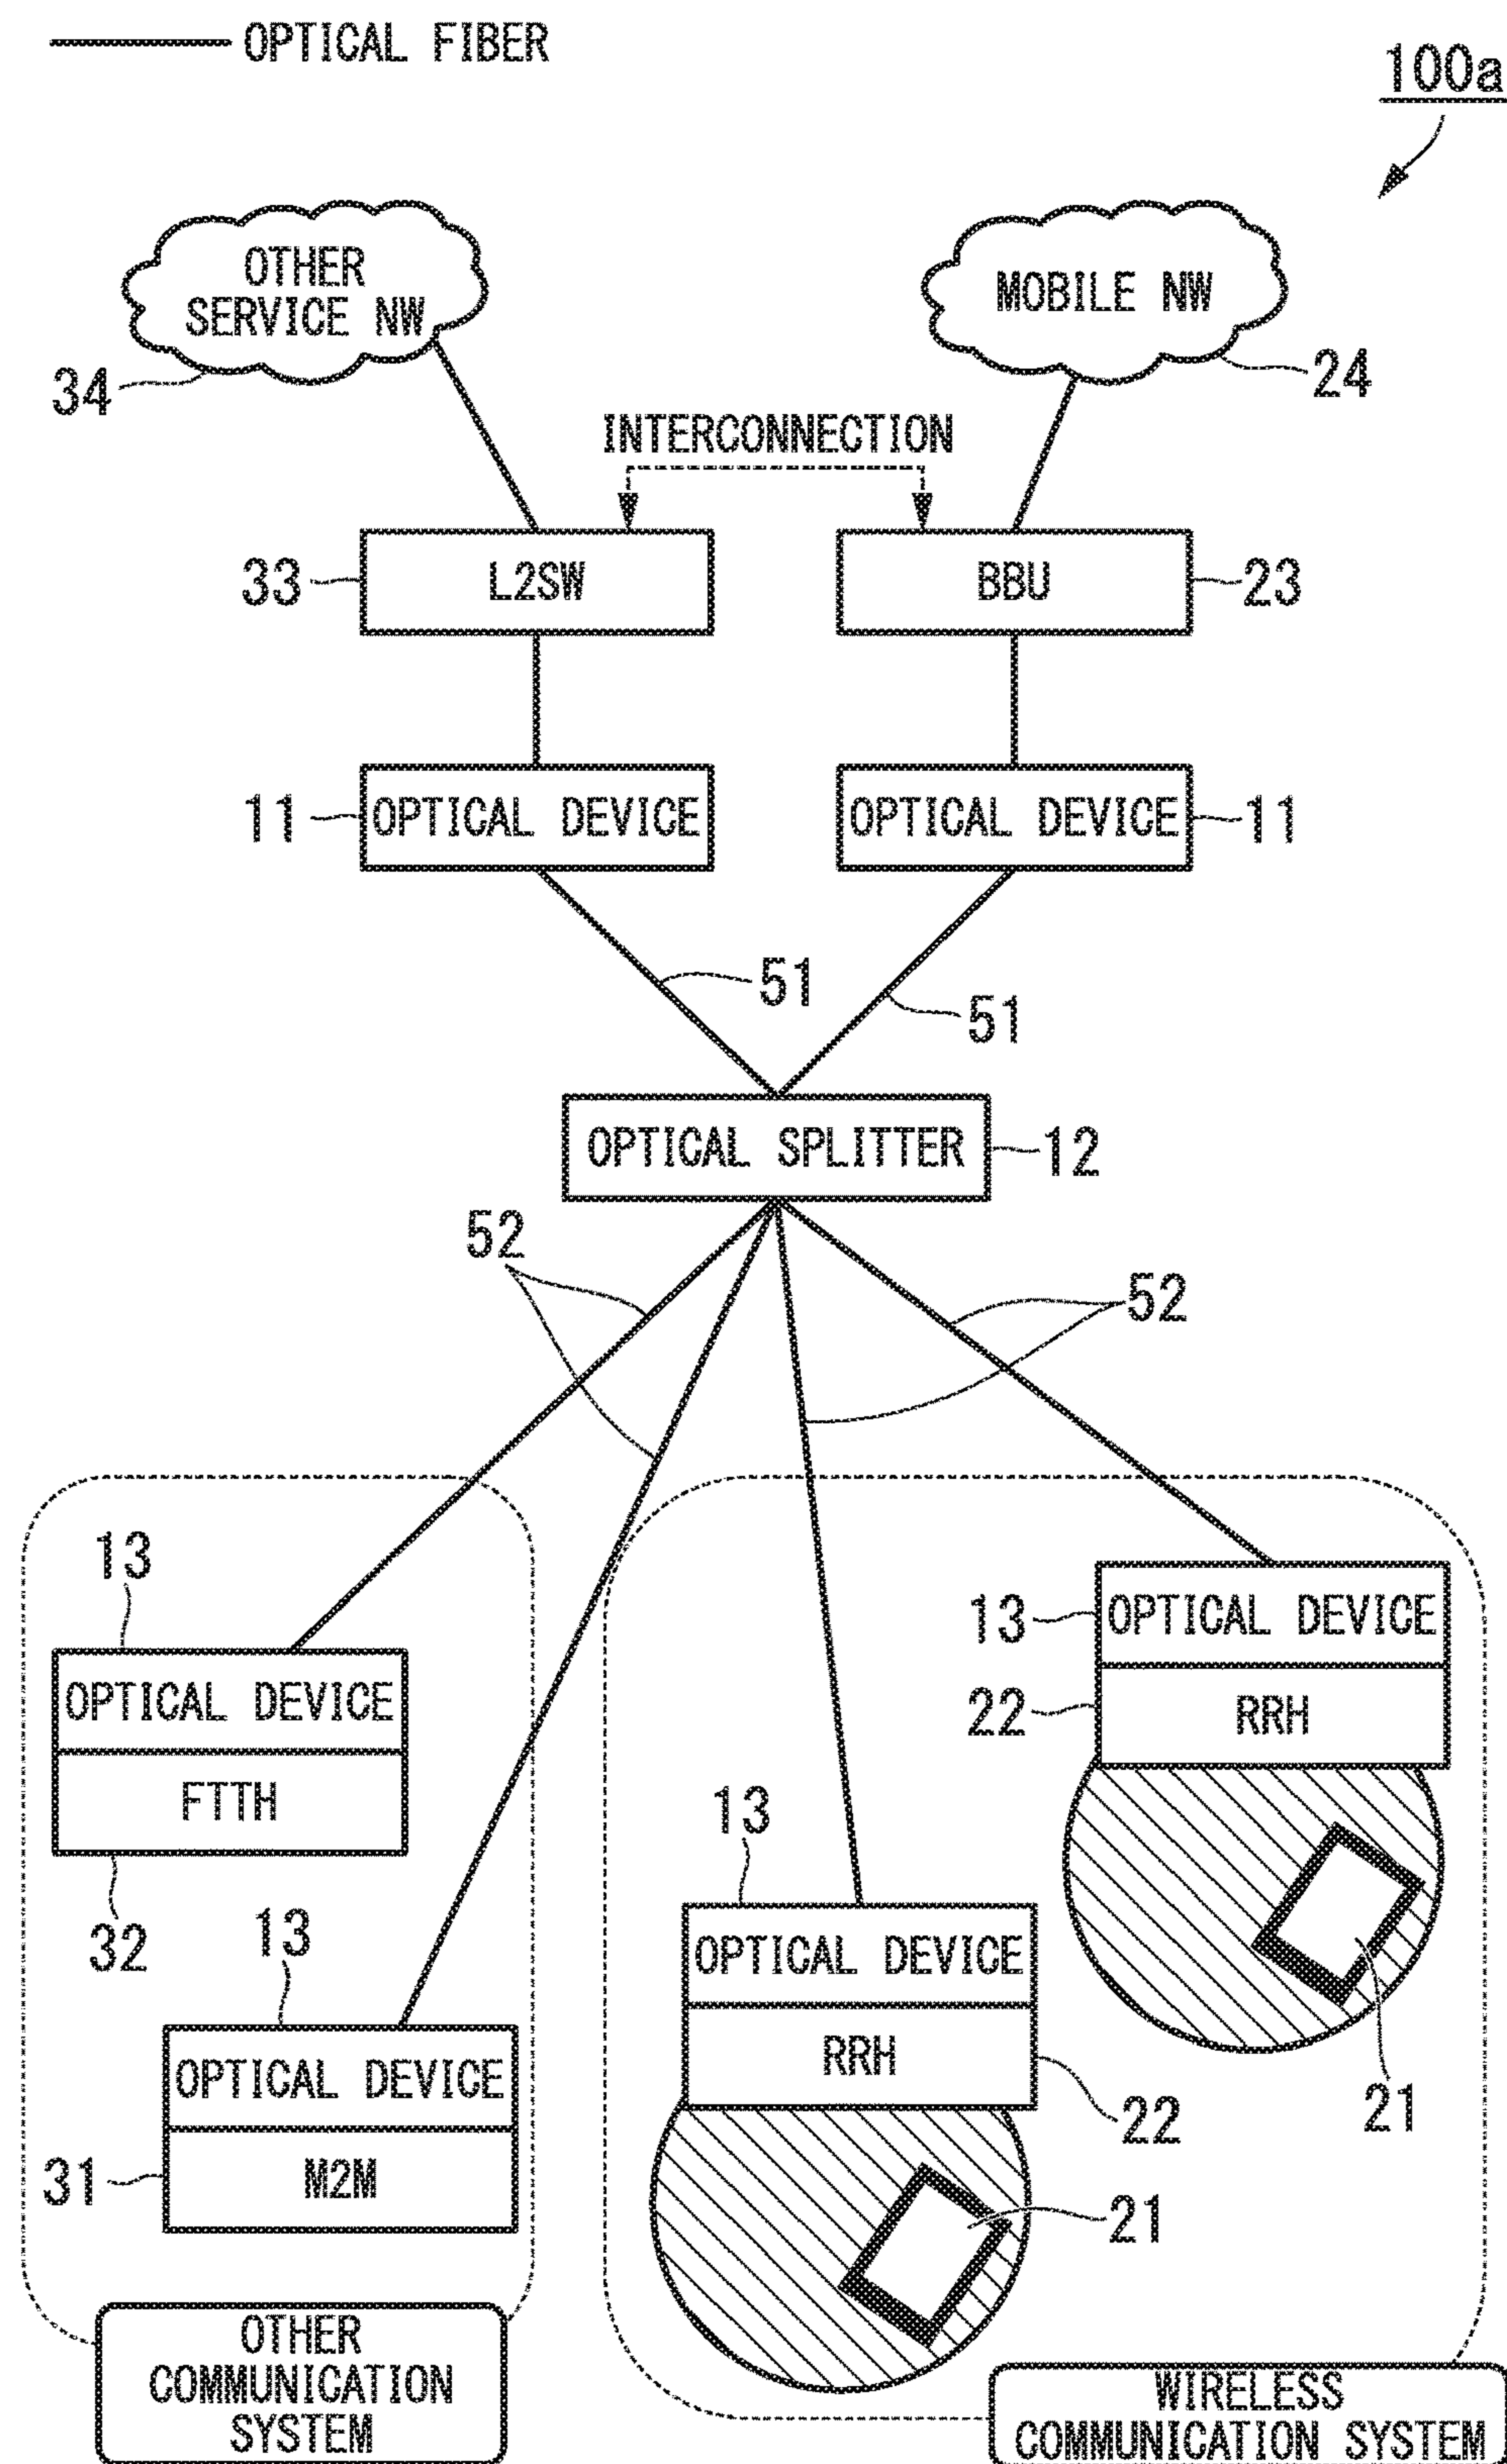 OPTICAL FIBER
100a
OTHER
SERVICE NW
MOBILE NW
34
24
INTERCONNECTION
33
L2SW
BBU
23
11
OPTICAL DEVICE
OPTICAL DEVICE
11
51
51
OPTICAL SPLITTER
12
52
52
13
OPTICAL DEVICE
FTTH
32
13
OPTICAL DEVICE
31
M2M
13
OPTICAL DEVICE
22
RRH
13
OPTICAL DEVICE
RRH
22
21
21
OTHER
COMMUNICATION
SYSTEM
WIRELESS
COMMUNICATION SYSTEM